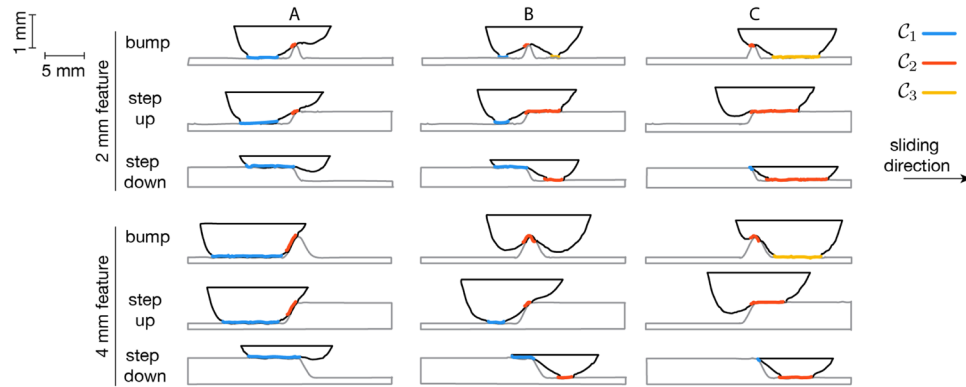 A B C
1 mm
5 mm
2 mm feature
bump
step
up
step
down
4 mm feature
bump
step
up
step
down
C1
C2
C3
sliding
direction